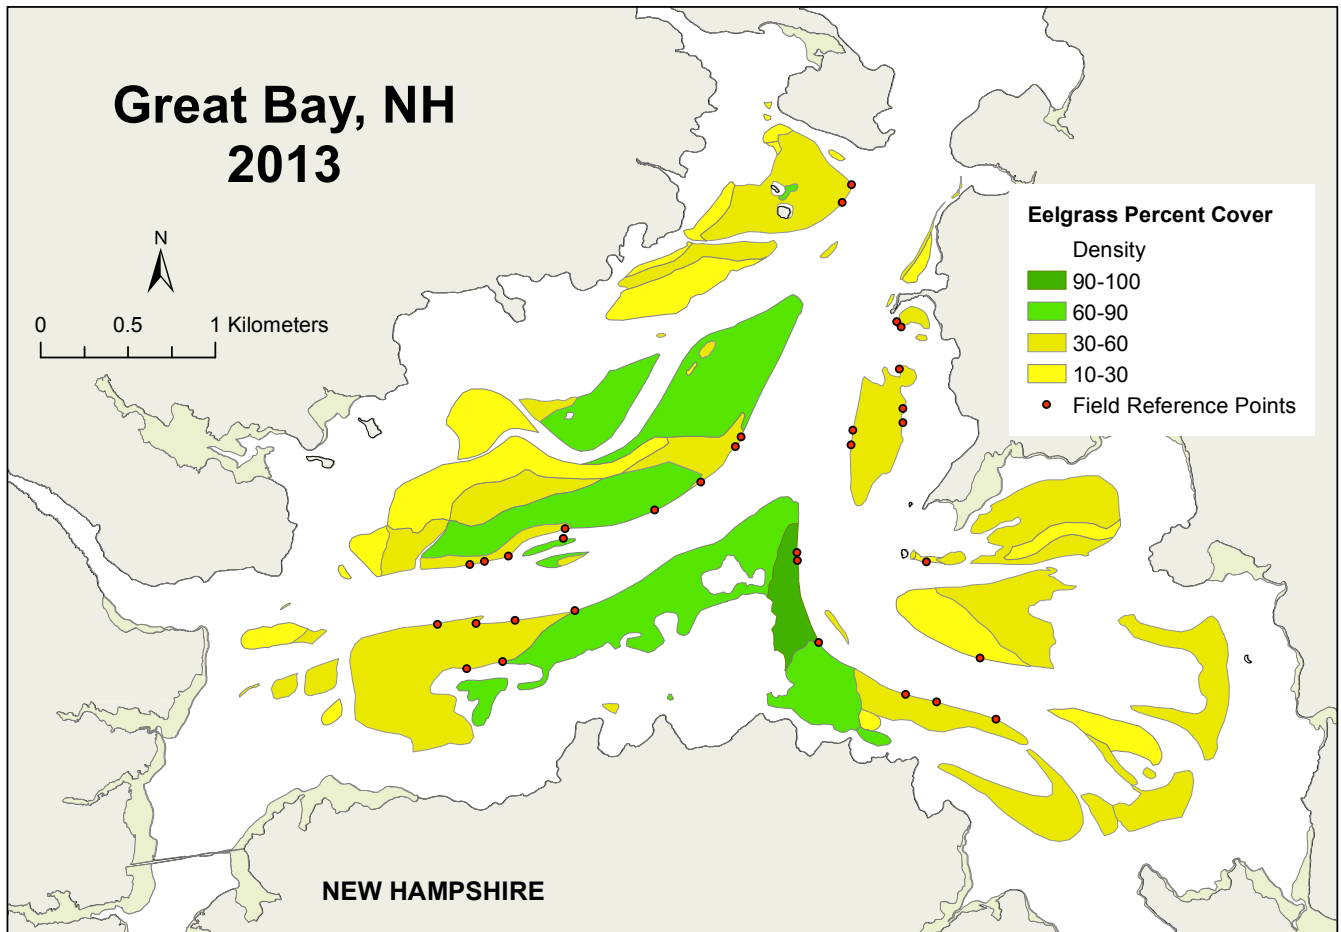 Great Bay, NH
2013
N
0 0.5 1 Kilometers
Eelgrass Percent Cover
Density
90-100
60-90
30-60
10-30
Field Reference Points
NEW HAMPSHIRE